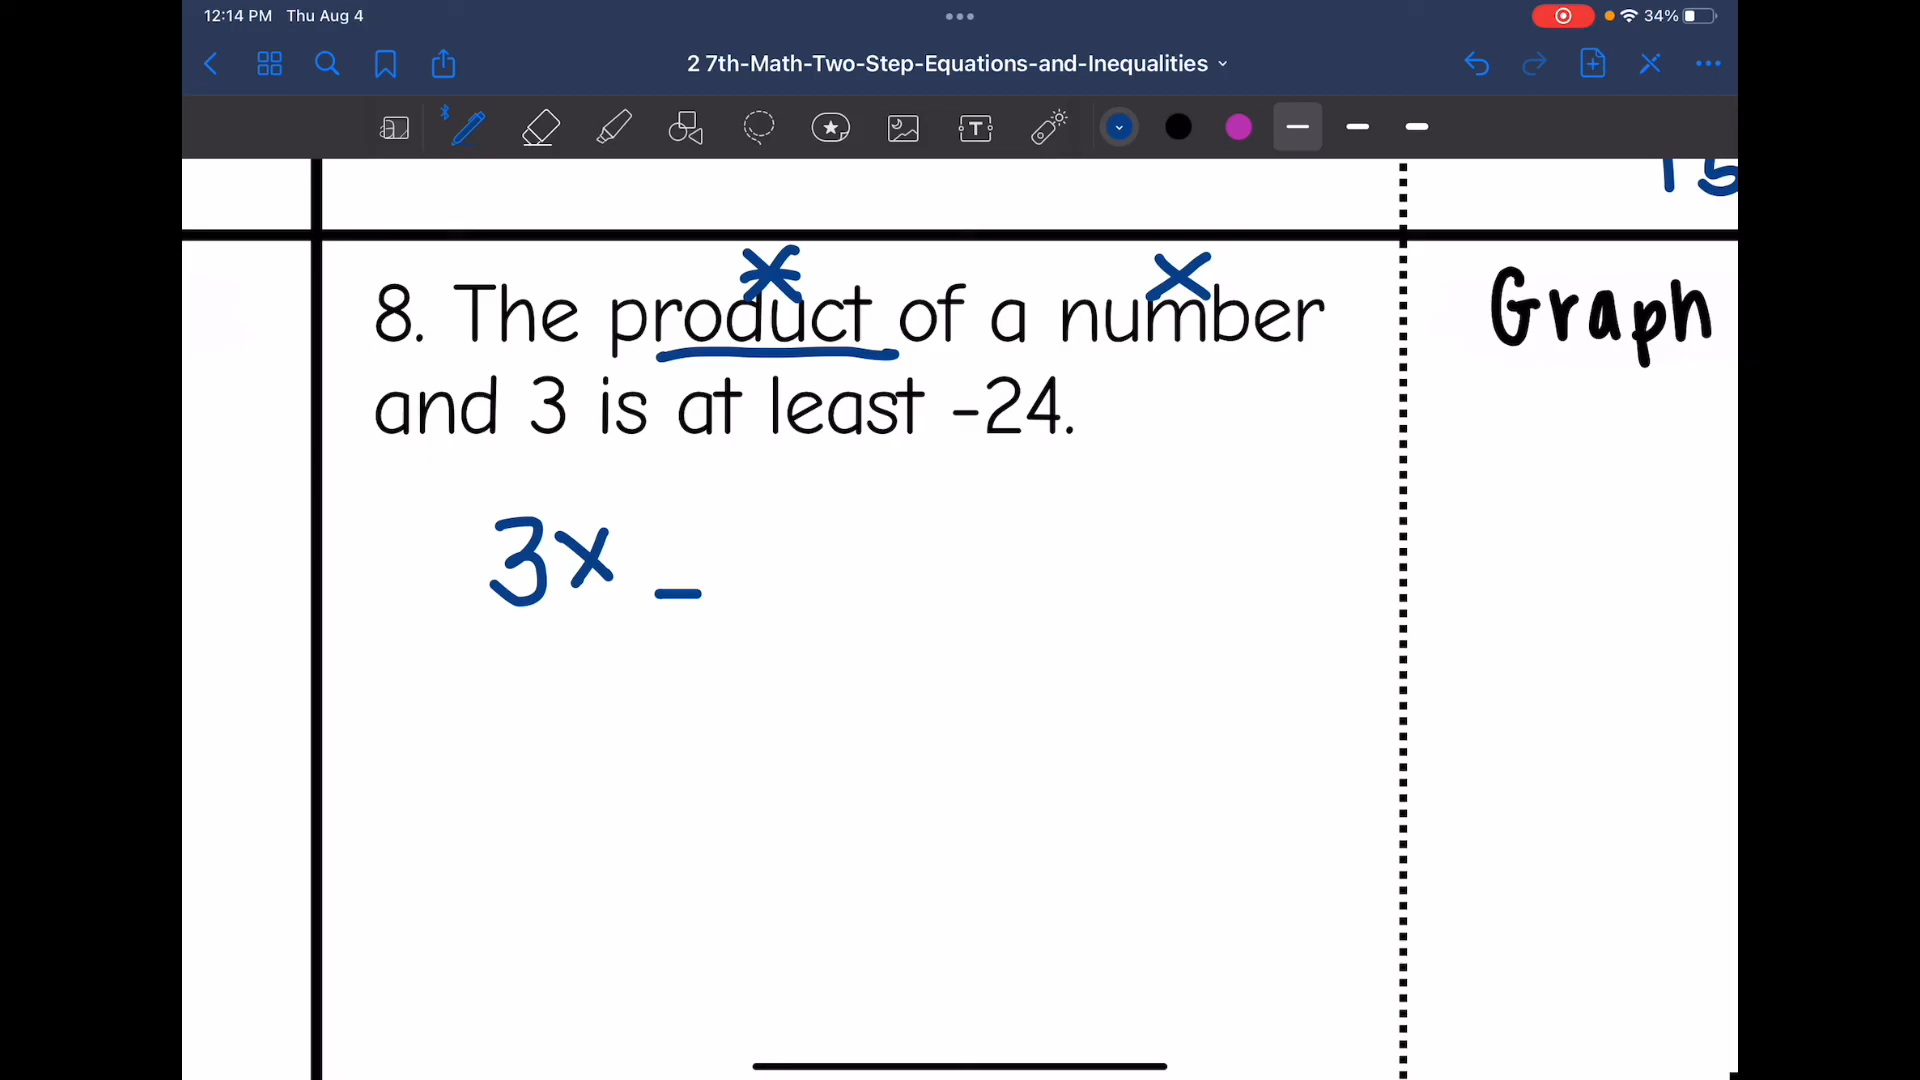 12:14 PM Thu Aug 4
34%
2 7th-Math-Two-Step-Equations-and-Inequalities
T
15
* x
8. The product of a number
and 3 is at least -24.
Graph
3x _